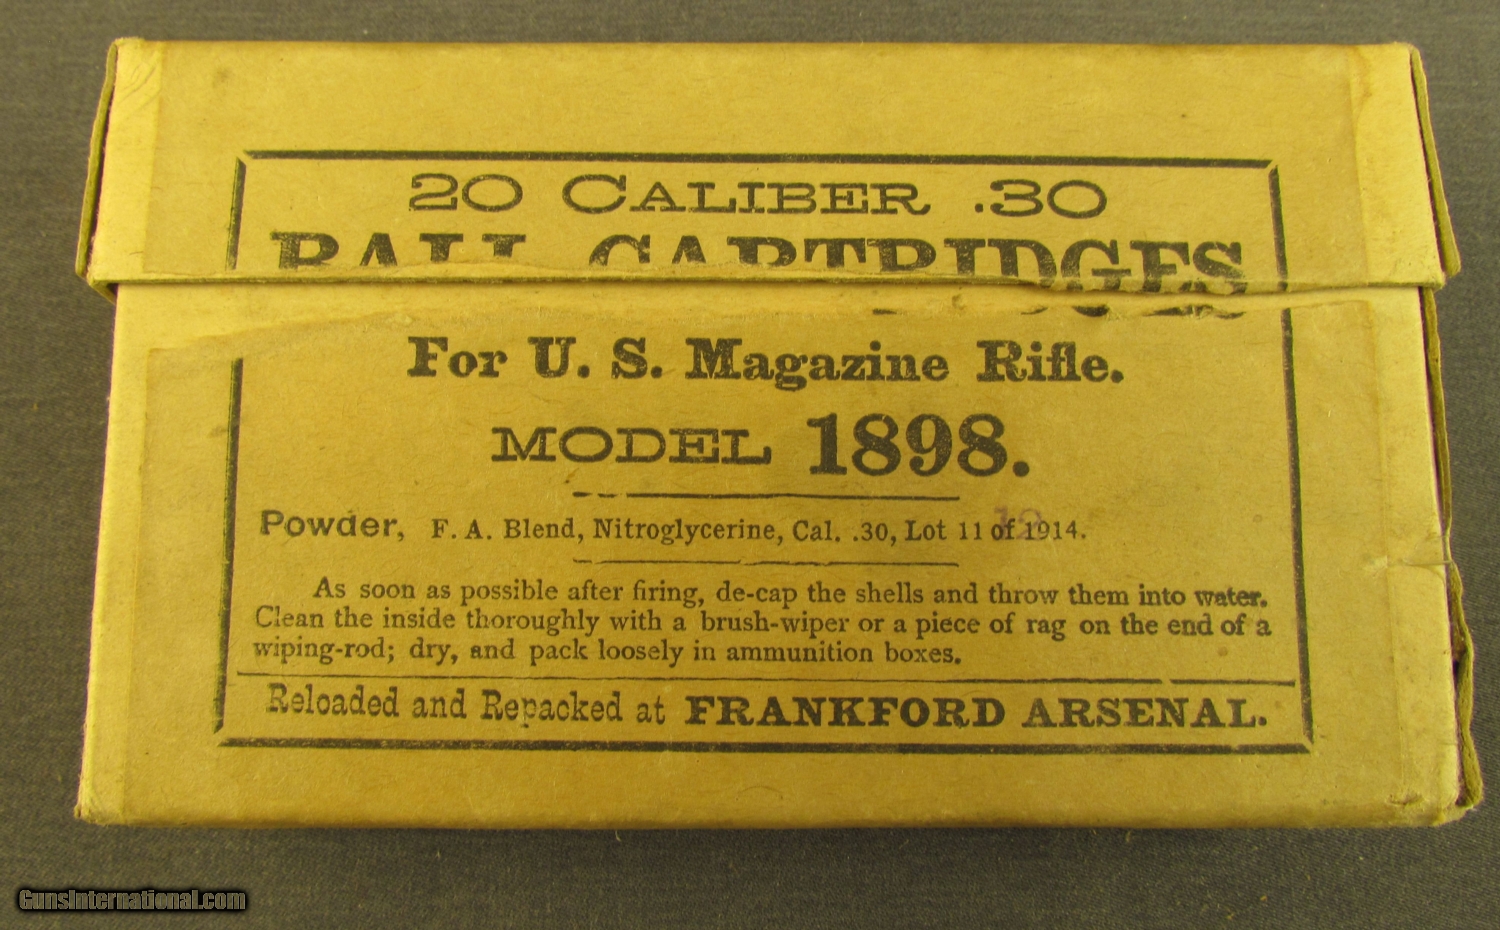 20 CALIBER .30
BALL CARTRIDGES
For U. S. Magazine Rifle.
MODEL 1898.
Powder, F. A. Blend, Nitroglycerine, Cal. .30, Lot 11 of 1914.
12
As soon as possible after firing, de-cap the shells and throw them into water.
Clean the inside thoroughly with a brush-wiper or a piece of rag on the end of a
wiping-rod; dry, and pack loosely in ammunition boxes.
Reloaded and Repacked at FRANKFORD ARSENAL.
GunsInternational.com